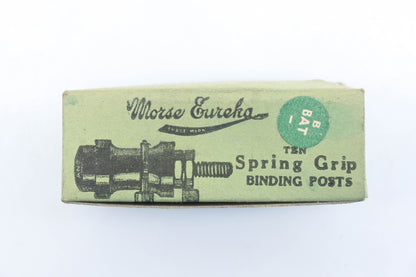 Morse Eureka
TRADE MARK
B
BAT
-
TEN
Spring Grip
BINDING POSTS